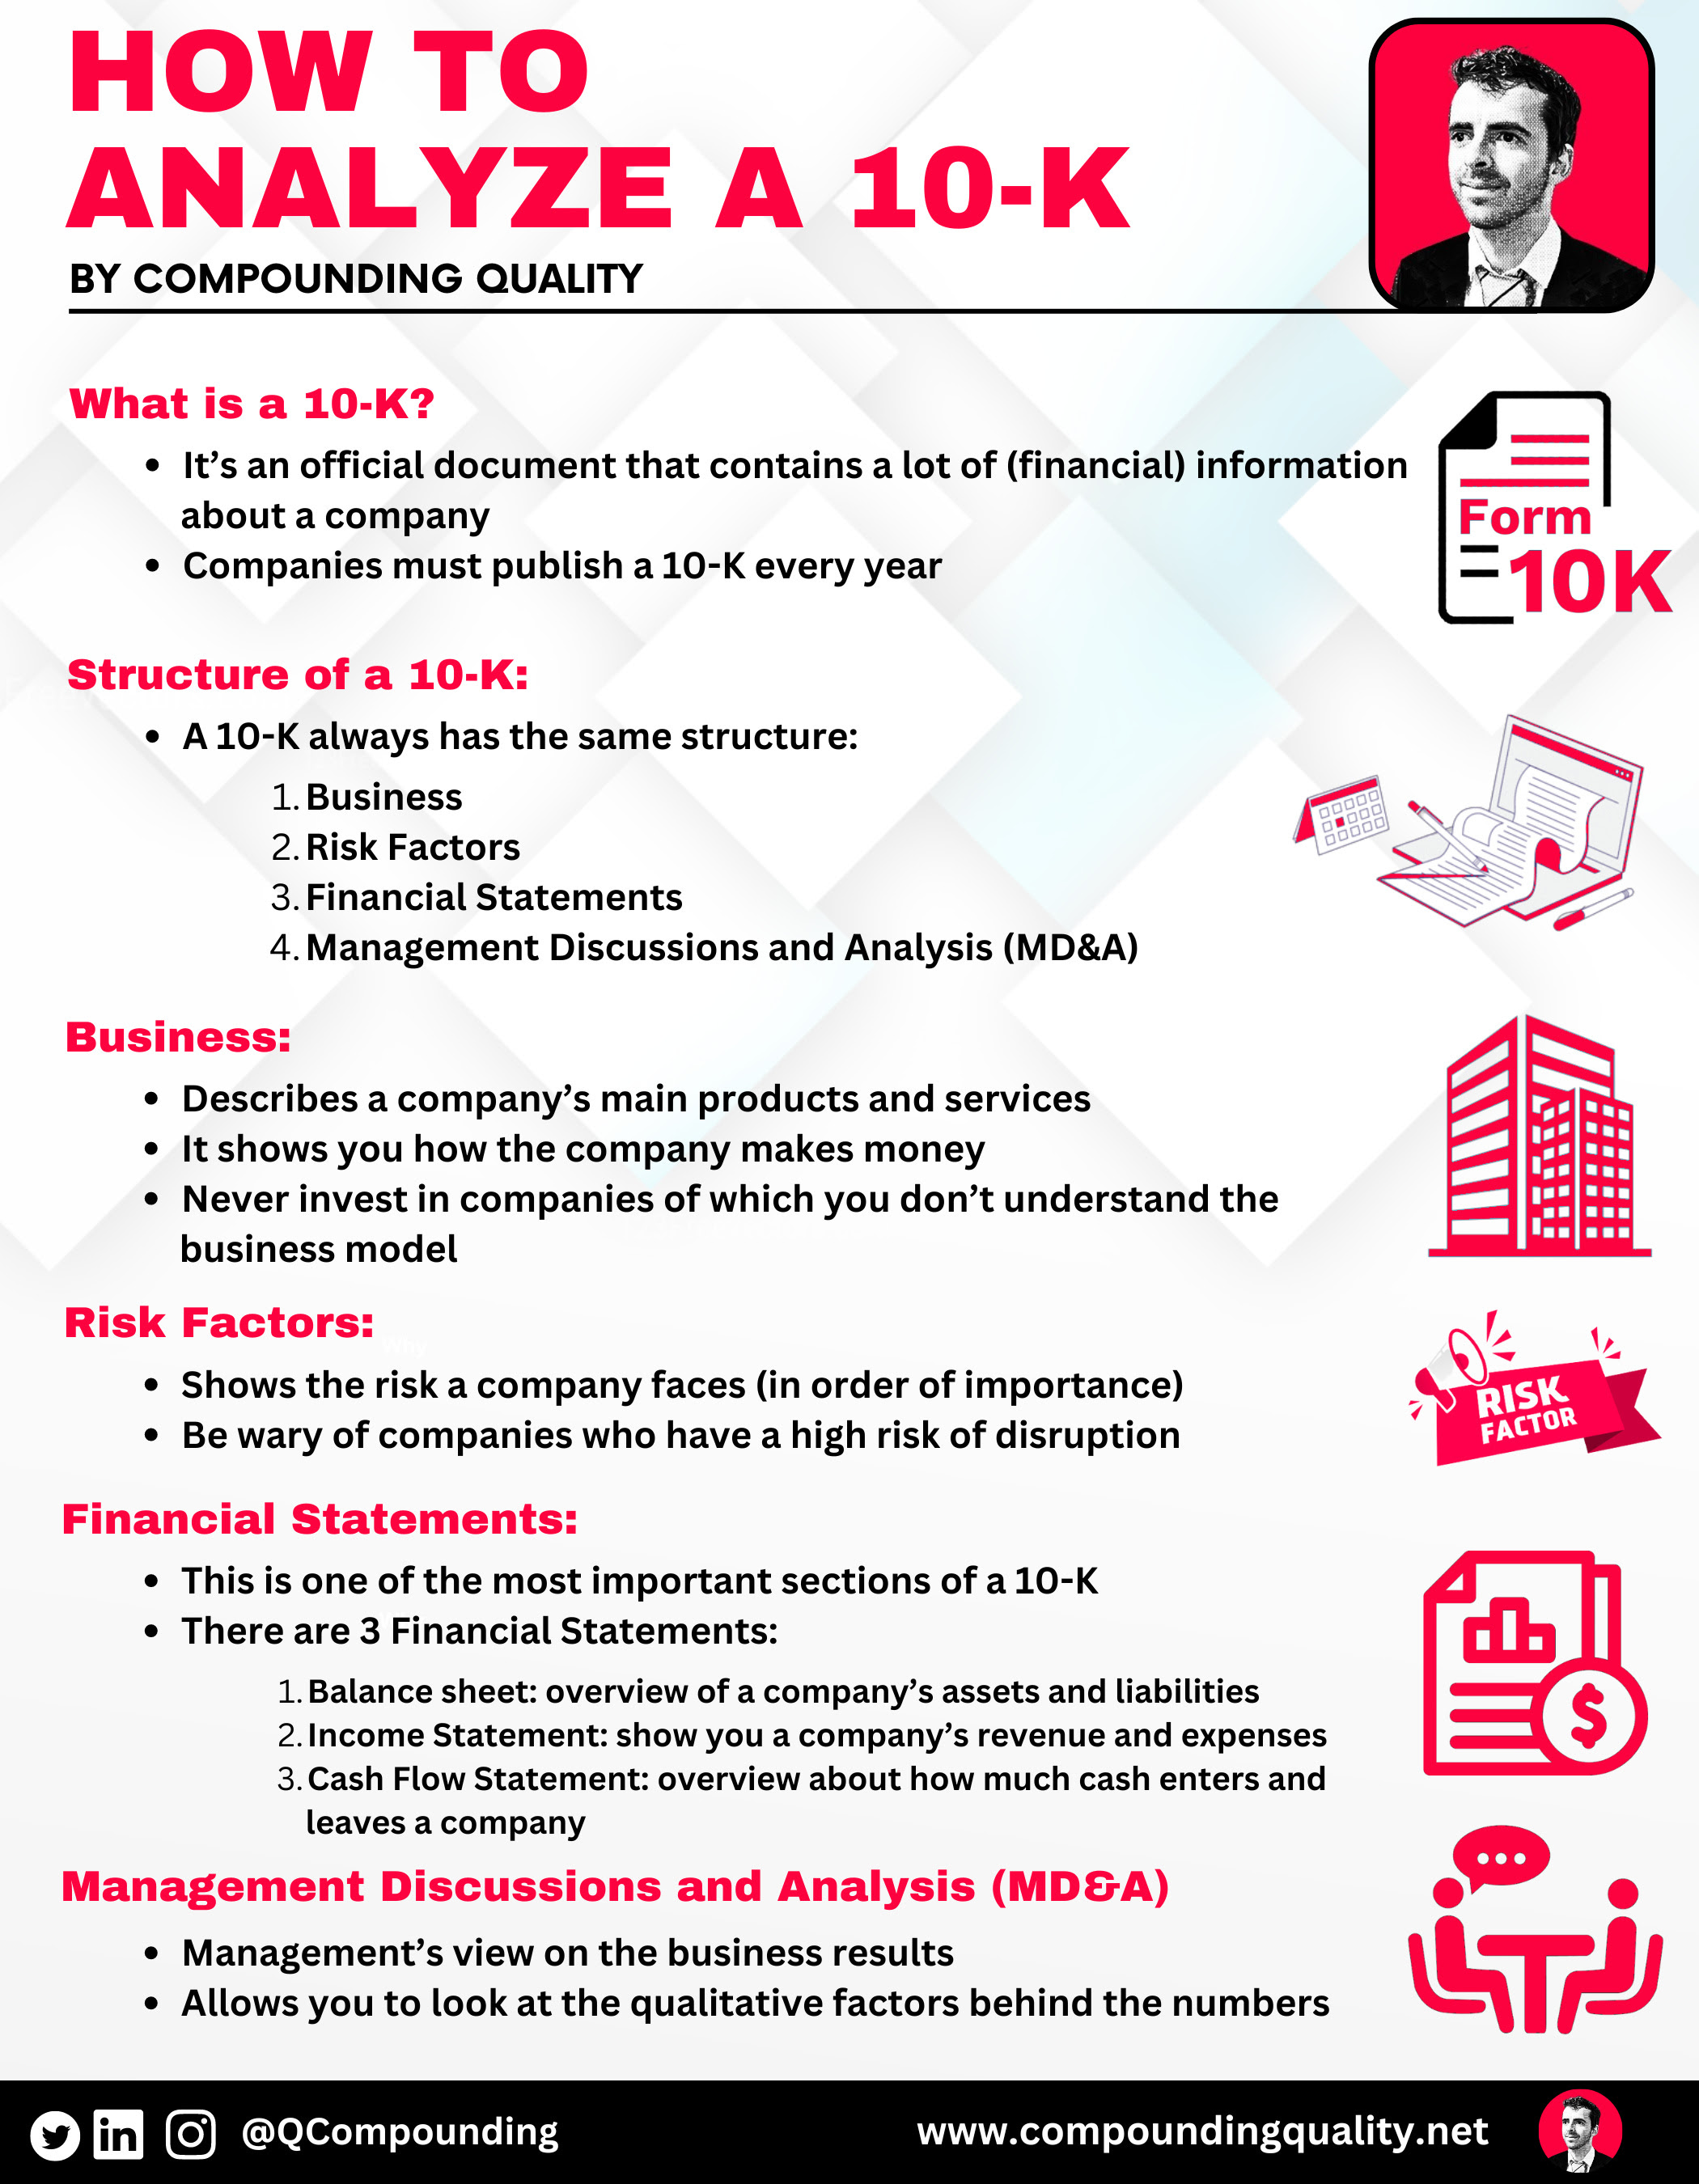 HOW TO
ANALYZE A 10-K
BY COMPOUNDING QUALITY
What is a 10-K?
• It’s an official document that contains a lot of (financial) information
about a company
• Companies must publish a 10-K every year
Form
10K
Structure of a 10-K:
• A 10-K always has the same structure:
1. Business
2. Risk Factors
3. Financial Statements
4. Management Discussions and Analysis (MD&A)
Business:
• Describes a company’s main products and services
• It shows you how the company makes money
• Never invest in companies of which you don’t understand the
business model
Risk Factors:
Why
• Shows the risk a company faces (in order of importance)
• Be wary of companies who have a high risk of disruption
RISK
FACTOR
Financial Statements:
• This is one of the most important sections of a 10-K
• There are 3 Financial Statements:
1. Balance sheet: overview of a company’s assets and liabilities
2. Income Statement: show you a company’s revenue and expenses
3. Cash Flow Statement: overview about how much cash enters and
leaves a company
$
Management Discussions and Analysis (MD&A)
• Management’s view on the business results
• Allows you to look at the qualitative factors behind the numbers
in
@QCompounding
www.compoundingquality.net